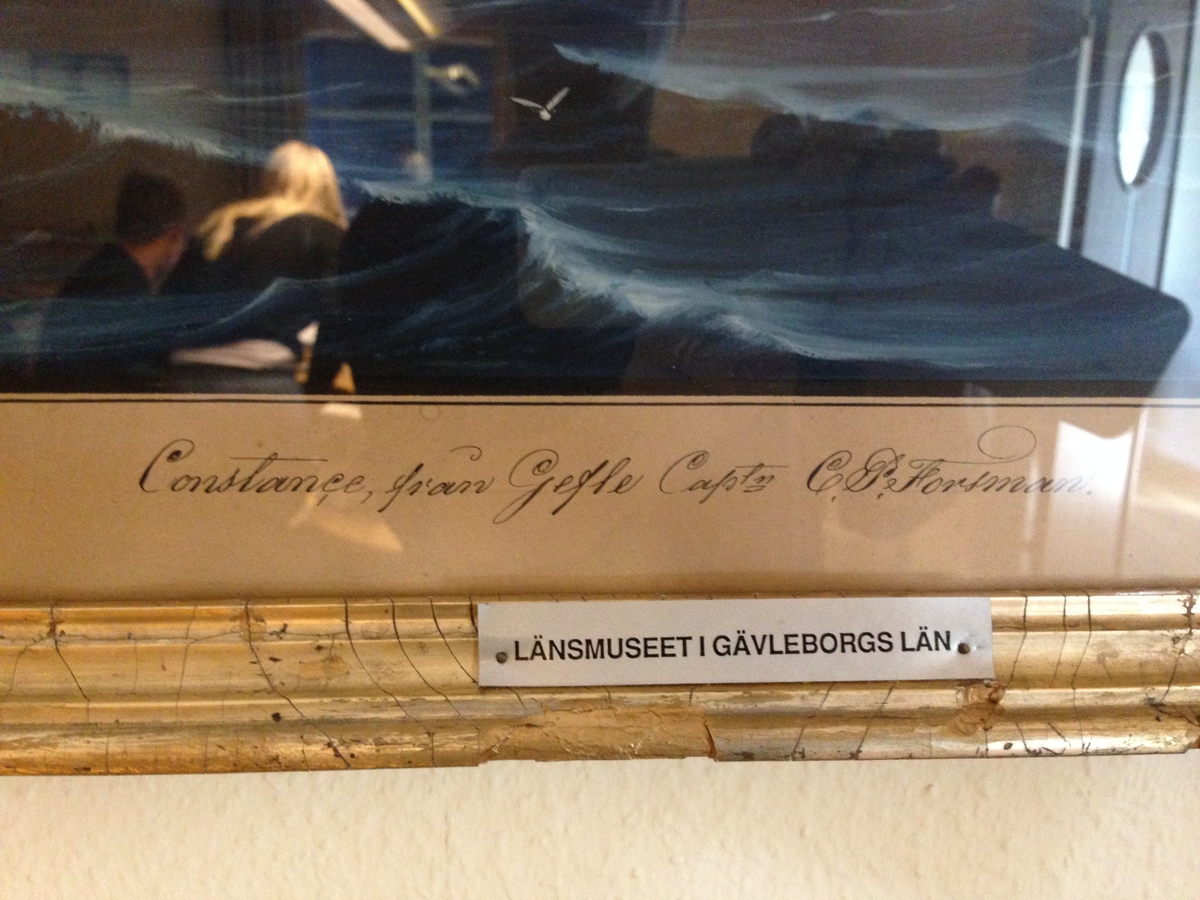 Constance, från Gefle Captn C. P. Forsman.
LÄNSMUSEET I GÄVLEBORGS LÄN